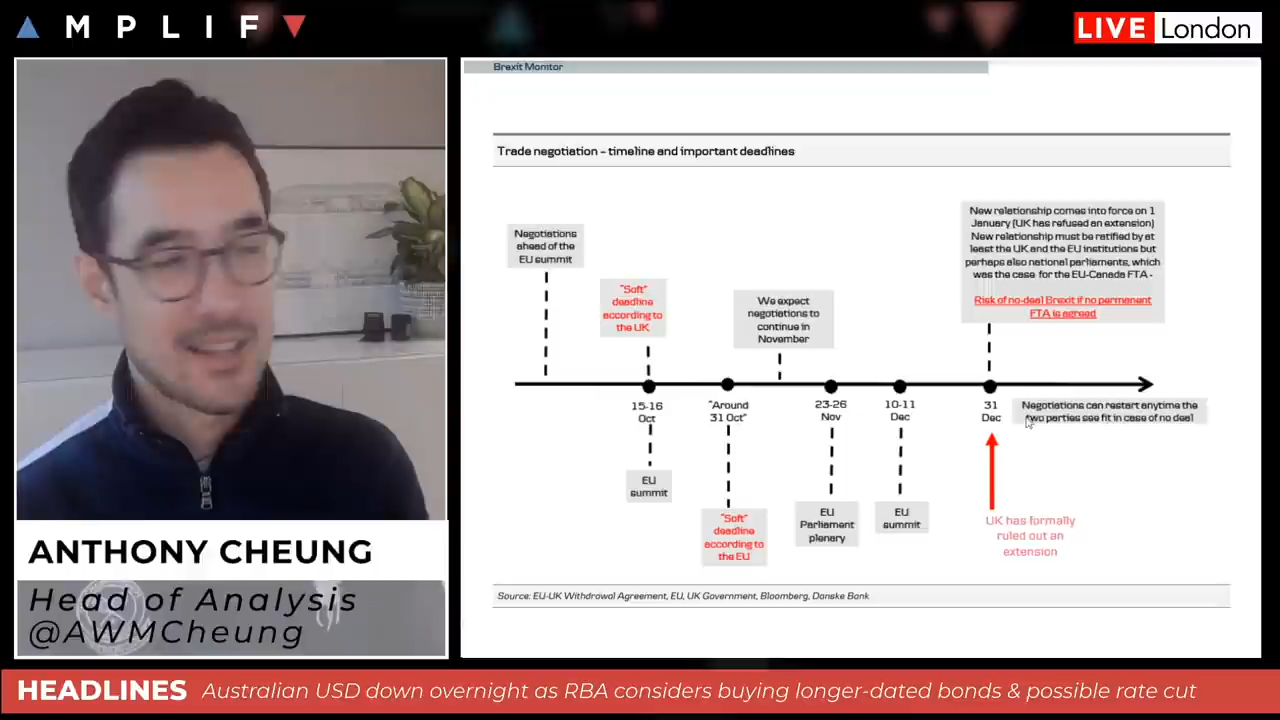 AMPLIFY
LIVE London
Brexit Monitor
Trade negotiation - timeline and important deadlines
Negotiations
ahead of the
EU summit
"Soft"
deadline
according to
the UK
We expect
negotiations to
continue in
November
New relationship comes into force on 1
January (UK has refused an extension)
New relationship must be ratified by at
least the UK and the EU institutions but
perhaps also national parliaments, which
was the case for the EU-Canada FTA -
Risk of no-deal Brexit if no permanent
FTA is agreed
15-16
Oct
"Around
31 Oct"
23-26
Nov
10-11
Dec
31
Dec
Negotiations can restart anytime the
two parties see fit in case of no deal
EU
summit
"Soft"
deadline
according to
the EU
EU
Parliament
plenary
EU
summit
UK has formally
ruled out an
extension
Source: EU-UK Withdrawal Agreement, EU, UK Government, Bloomberg, Danske Bank
ANTHONY CHEUNG
Head of Analysis
@AWMCheung
HEADLINES Australian USD down overnight as RBA considers buying longer-dated bonds & possible rate cut